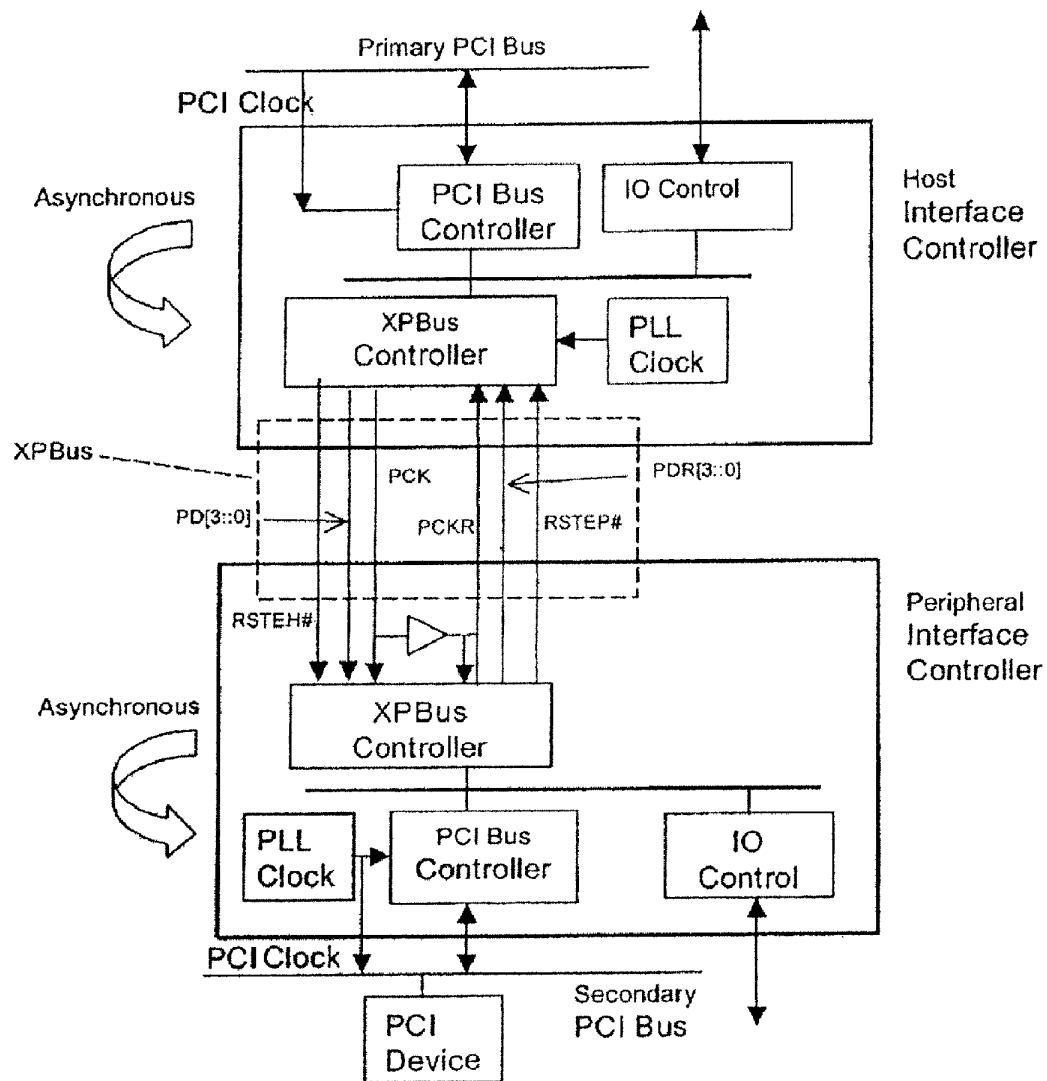 Primary PCI Bus
PCI Clock
Asynchronous
PCI Bus
Controller
IO Control
Host
Interface
Controller
XPBus
Controller
PLL
Clock
XPBus
PCK
PDR[3::0]
PD[3::0]
PCKR
RSTEP#
RSTEH#
Peripheral
Interface
Controller
Asynchronous
XPBus
Controller
PLL
Clock
PCI Bus
Controller
IO
Control
PCI Clock
Secondary
PCI Bus
PCI
Device